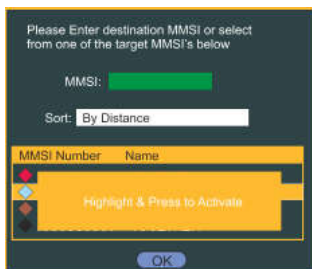 Please Enter destination MMSI or select
from one of the target MMSI's below
MMSI:
Sort: By Distance
MMSI Number Name
Highlight & Press to Activate
OK